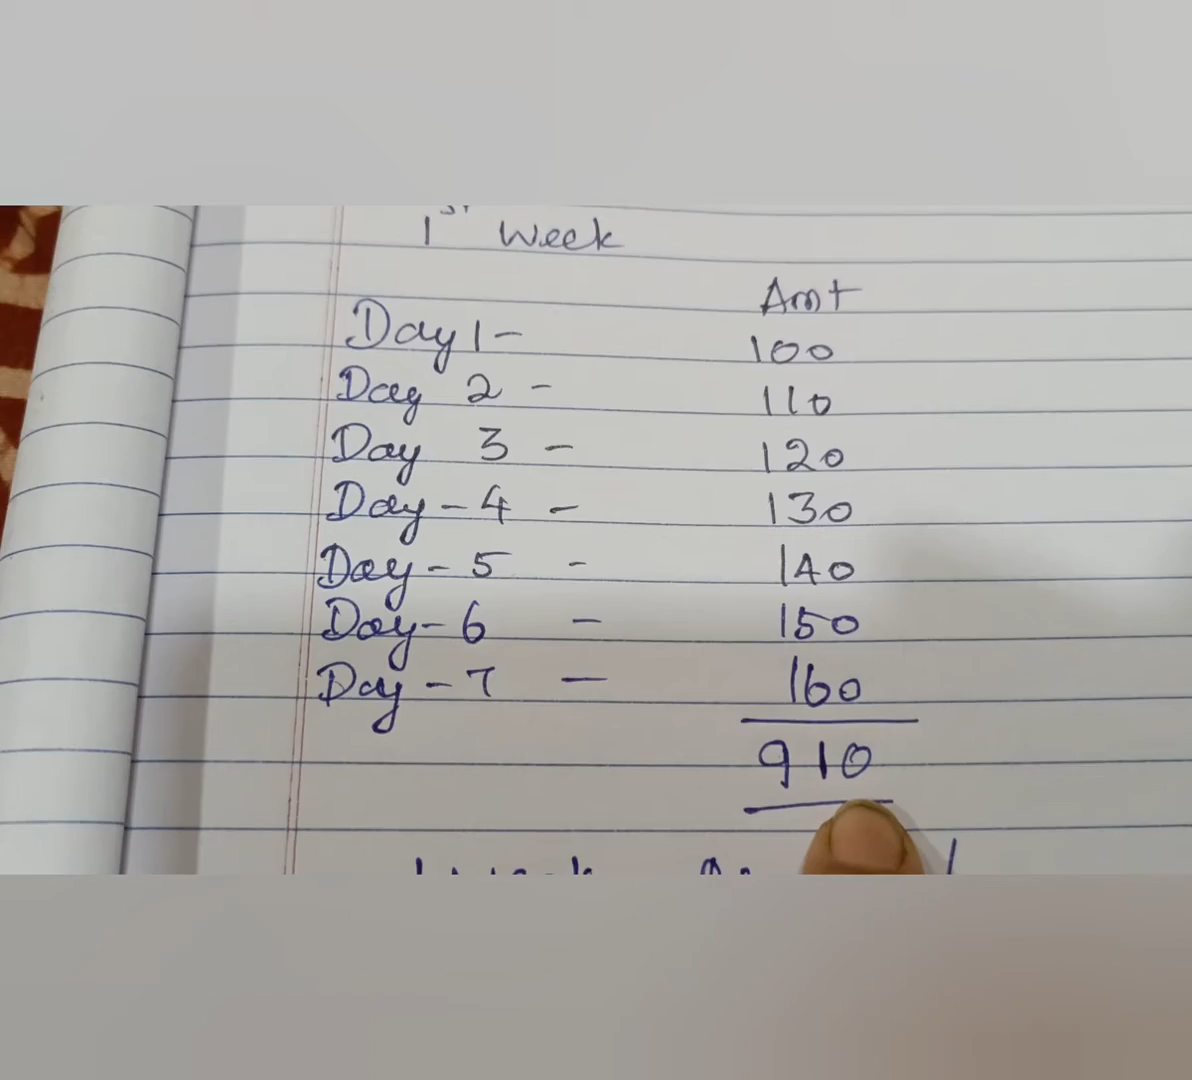 1st Week
Amt
Day 1- 100
Day 2 - 110
Day 3 - 120
Day - 4 - 130
Day - 5 - 140
Day - 6 - 150
Day - 7 - 160
910